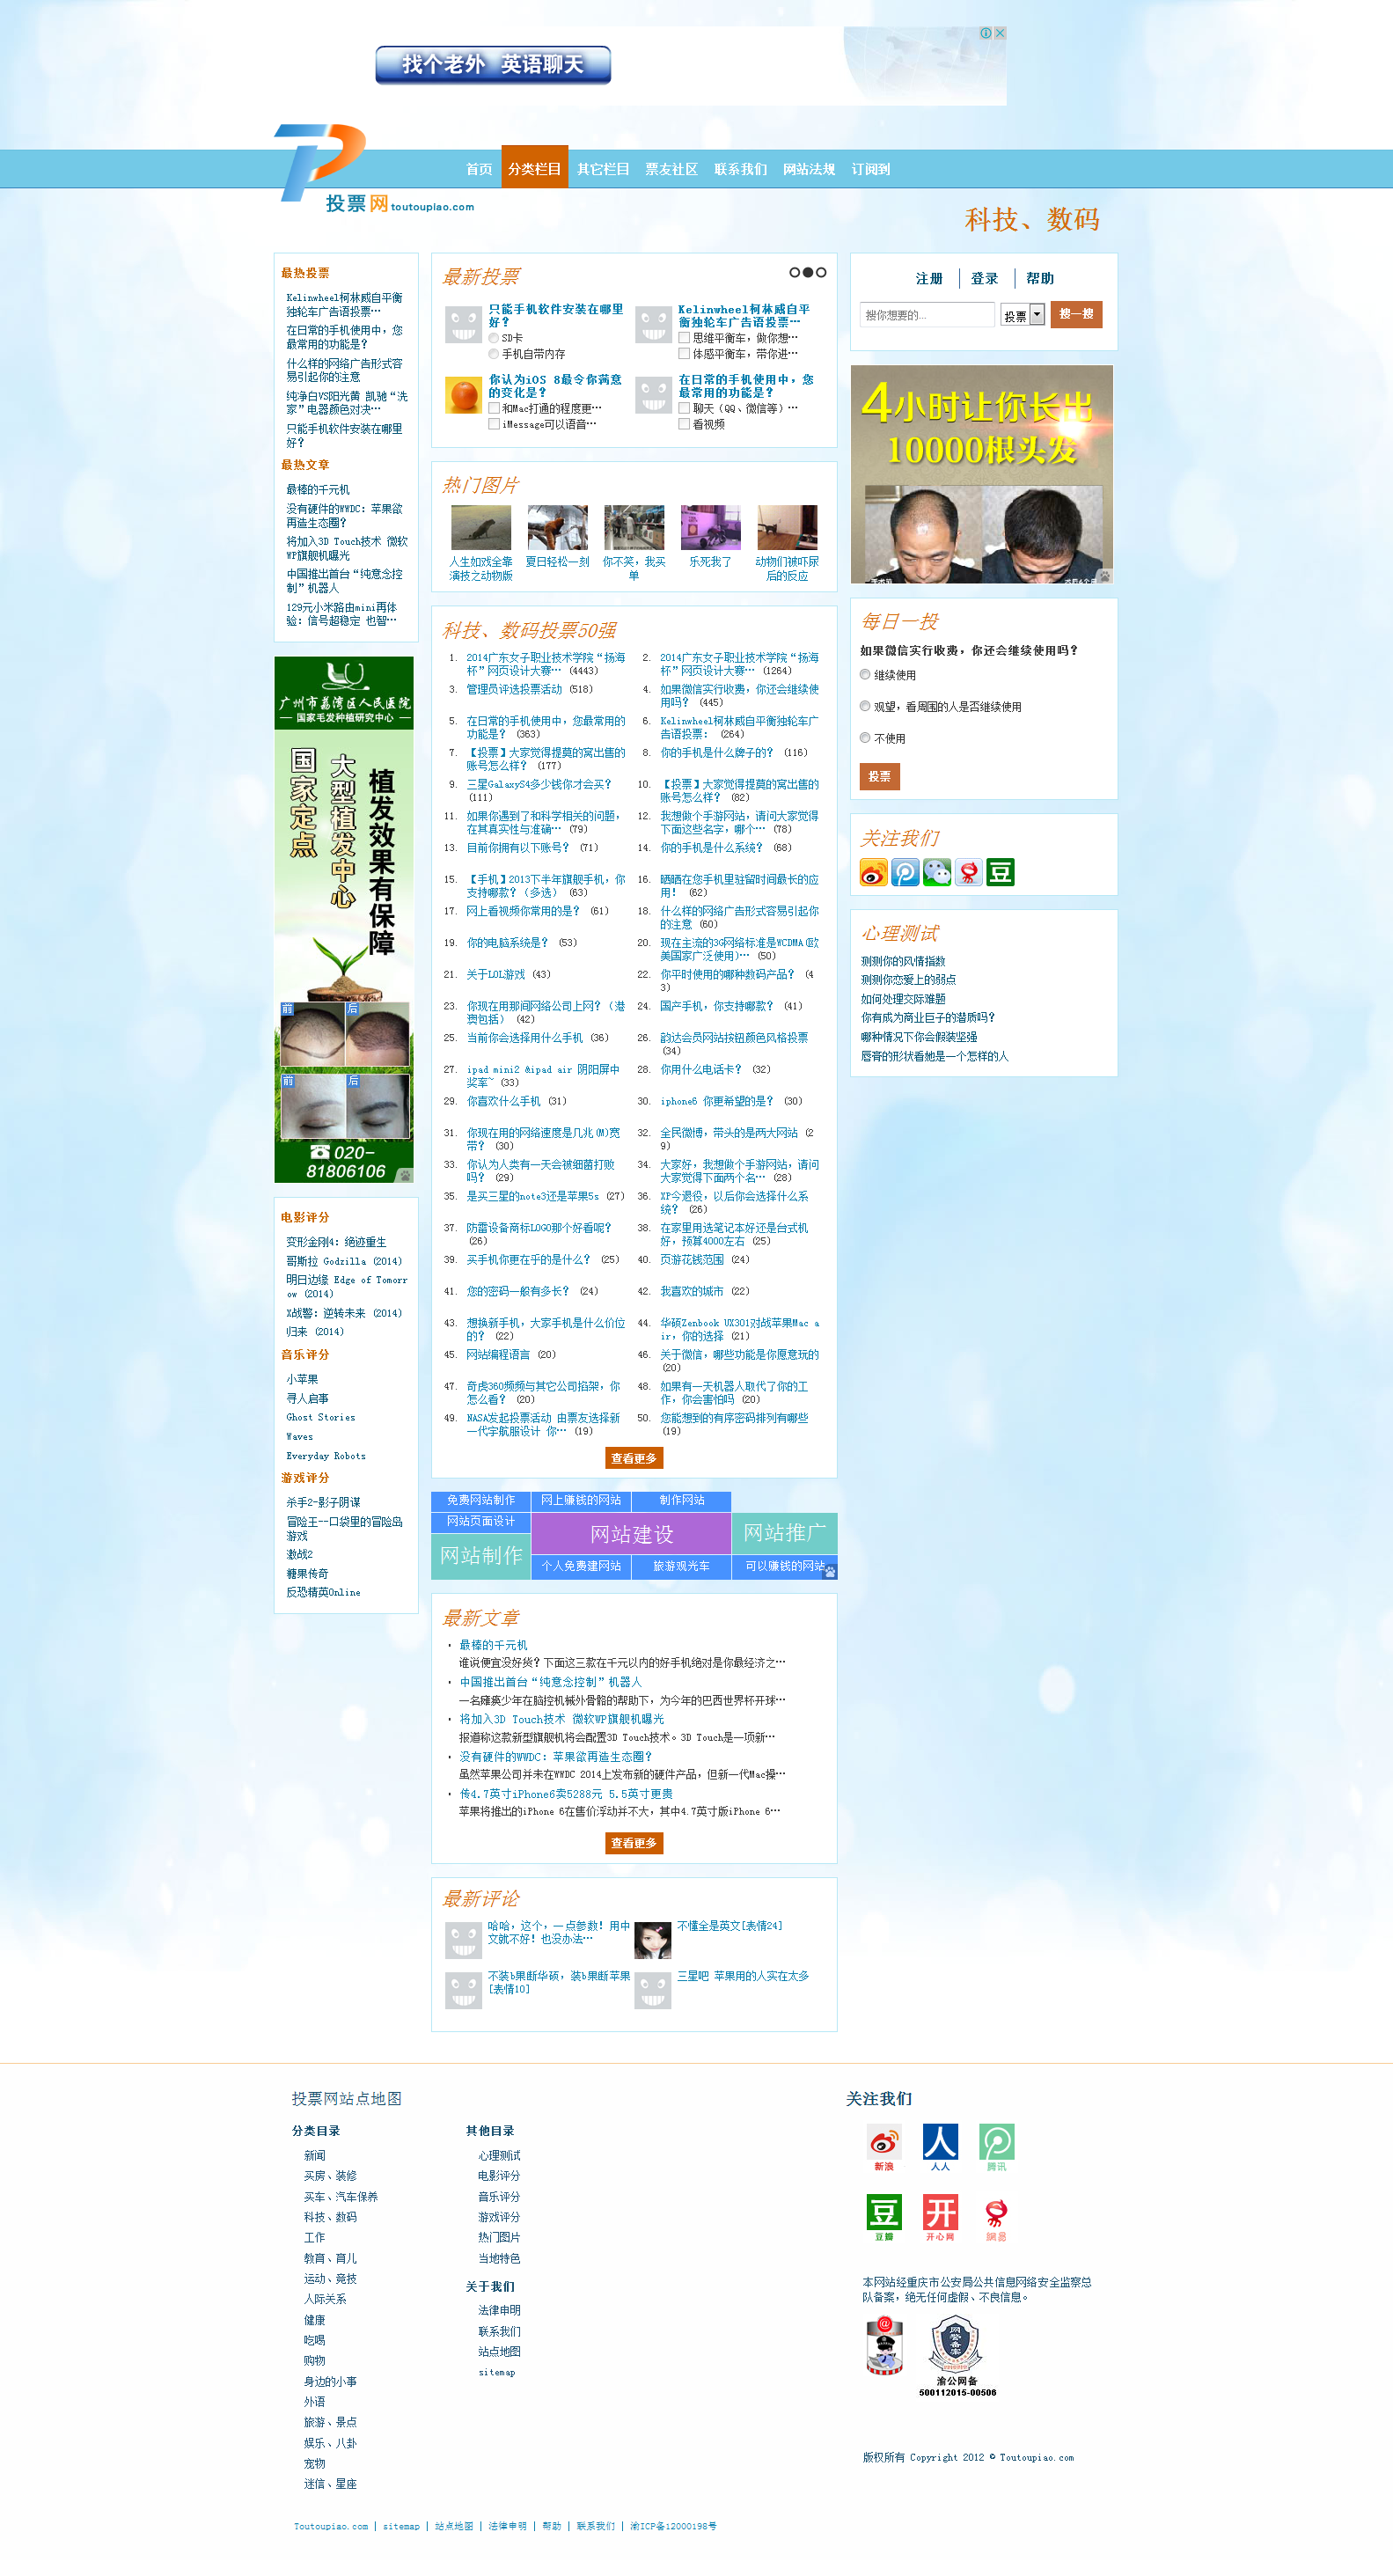 找个老外 英语聊天
首页 分类栏目 其它栏目 票友社区 联系我们 网站法规 订阅到
投票网toutoupiao.com
科技、数码
最热投票
Kelinwheel柯林威自平衡
独轮车广告语投票…
在日常的手机使用中，您
最常用的功能是？
什么样的网络广告形式容
易引起你的注意
纯净白VS阳光黄 凯驰“洗
家”电器颜色对决…
只能手机软件安装在哪里
好？
最热文章
最棒的千元机
没有硬件的WWDC：苹果欲
再造生态圈？
将加入3D Touch技术 微软
WP旗舰机曝光
中国推出首台“纯意念控
制”机器人
129元小米路由mini再体
验：信号超稳定 也智…
广州市荔湾区人民医院
国家毛发种植研究中心
国家定点
大型植发中心
植发效果有保障
前 后
前 后
020-
81806106
电影评分
变形金刚4：绝迹重生
哥斯拉 Godzilla (2014)
明日边缘 Edge of Tomorr
ow (2014)
X战警：逆转未来 (2014)
归来 (2014)
音乐评分
小苹果
寻人启事
Ghost Stories
Waves
Everyday Robots
游戏评分
杀手2-影子阴谋
冒险王--口袋里的冒险岛
游戏
激战2
糖果传奇
反恐精英Online
最新投票
只能手机软件安装在哪里
好？
SD卡
手机自带内存
Kelinwheel柯林威自平
衡独轮车广告语投票…
思维平衡车，做你想…
体感平衡车，带你进…
你认为iOS 8最令你满意
的变化是？
和Mac打通的程度更…
iMessage可以语音…
在日常的手机使用中，您
最常用的功能是？
聊天（QQ、微信等）…
看视频
热门图片
人生如戏全靠
演技之动物版
夏日轻松一刻
你不笑，我买
单
乐死我了
动物们被吓尿
后的反应
科技、数码投票50强
1. 2014广东女子职业技术学院“扬海
杯”网页设计大赛… (4443)
2. 2014广东女子职业技术学院“扬海
杯”网页设计大赛… (1264)
3. 管理员评选投票活动 (518)
4. 如果微信实行收费，你还会继续使
用吗？ (445)
5. 在日常的手机使用中，您最常用的
功能是？ (363)
6. Kelinwheel柯林威自平衡独轮车广
告语投票： (264)
7. 【投票】大家觉得提莫的窝出售的
账号怎么样？ (177)
8. 你的手机是什么牌子的？ (116)
9. 三星GalaxyS4多少钱你才会买？
(111)
10. 【投票】大家觉得提莫的窝出售的
账号怎么样？ (82)
11. 如果你遇到了和科学相关的问题，
在其真实性与准确… (79)
12. 我想做个手游网站，请问大家觉得
下面这些名字，哪个… (78)
13. 目前你拥有以下账号？ (71)
14. 你的手机是什么系统？ (68)
15. 【手机】2013下半年旗舰手机，你
支持哪款？（多选） (63)
16. 晒晒在您手机里驻留时间最长的应
用！ (62)
17. 网上看视频你常用的是？ (61)
18. 什么样的网络广告形式容易引起你
的注意 (60)
19. 你的电脑系统是？ (53)
20. 现在主流的3G网络标准是WCDMA(欧
美国家广泛使用)… (50)
21. 关于LOL游戏 (43)
22. 你平时使用的哪种数码产品？ (4
3)
23. 你现在用那间网络公司上网？（港
澳包括） (42)
24. 国产手机，你支持哪款？ (41)
25. 当前你会选择用什么手机 (36)
26. 韵达会员网站按钮颜色风格投票
(34)
27. ipad mini2 &ipad air 阴阳屏中
奖率~ (33)
28. 你用什么电话卡？ (32)
29. 你喜欢什么手机 (31)
30. iphone6 你更希望的是？ (30)
31. 你现在用的网络速度是几兆(M)宽
带？ (30)
32. 全民微博，带头的是两大网站 (2
9)
33. 你认为人类有一天会被细菌打败
吗？ (29)
34. 大家好，我想做个手游网站，请问
大家觉得下面两个名… (28)
35. 是买三星的note3还是苹果5s (27)
36. XP今退役，以后你会选择什么系
统？ (26)
37. 防雷设备商标LOGO那个好看呢？
(26)
38. 在家里用选笔记本好还是台式机
好，预算4000左右 (25)
39. 买手机你更在乎的是什么？ (25)
40. 页游花钱范围 (24)
41. 您的密码一般有多长？ (24)
42. 我喜欢的城市 (22)
43. 想换新手机，大家手机是什么价位
的？ (22)
44. 华硕Zenbook UX301对战苹果Mac a
ir，你的选择 (21)
45. 网站编程语言 (20)
46. 关于微信，哪些功能是你愿意玩的
(20)
47. 奇虎360频频与其它公司掐架，你
怎么看？ (20)
48. 如果有一天机器人取代了你的工
作，你会害怕吗 (20)
49. NASA发起投票活动 由票友选择新
一代宇航服设计 你… (19)
50. 您能想到的有序密码排列有哪些
(19)
查看更多
免费网站制作 网上赚钱的网站 制作网站
网站页面设计
网站建设
网站推广
网站制作
个人免费建网站 旅游观光车 可以赚钱的网站
最新文章
最棒的千元机
谁说便宜没好货？下面这三款在千元以内的好手机绝对是你最经济之…
中国推出首台“纯意念控制”机器人
一名瘫痪少年在脑控机械外骨骼的帮助下，为今年的巴西世界杯开球…
将加入3D Touch技术 微软WP旗舰机曝光
报道称这款新型旗舰机将会配置3D Touch技术。3D Touch是一项新…
没有硬件的WWDC：苹果欲再造生态圈？
虽然苹果公司并未在WWDC 2014上发布新的硬件产品，但新一代Mac操…
传4.7英寸iPhone6卖5288元 5.5英寸更贵
苹果将推出的iPhone 6在售价浮动并不大，其中4.7英寸版iPhone 6…
查看更多
最新评论
哈哈，这个，一点参数！用中
文就不好！也没办法…
不懂全是英文[表情24]
不装b果断华硕，装b果断苹果
[表情10]
三星吧 苹果用的人实在太多
注册 登录 帮助
搜你想要的... 投票 搜一搜
4小时让你长出
10000根头发
每日一投
如果微信实行收费，你还会继续使用吗？
继续使用
观望，看周围的人是否继续使用
不使用
投票
关注我们
豆
心理测试
测测你的风情指数
测测你恋爱上的弱点
如何处理交际难题
你有成为商业巨子的潜质吗？
哪种情况下你会假装坚强
唇膏的形状看她是一个怎样的人
投票网站点地图
分类目录
新闻
买房、装修
买车、汽车保养
科技、数码
工作
教育、育儿
运动、竞技
人际关系
健康
吃喝
购物
身边的小事
外语
旅游、景点
娱乐、八卦
宠物
迷信、星座
其他目录
心理测试
电影评分
音乐评分
游戏评分
热门图片
当地特色
关于我们
法律申明
联系我们
站点地图
sitemap
关注我们
人
新浪 人人 腾讯
豆 开
豆瓣 开心网 網易
本网站经重庆市公安局公共信息网络安全监察总
队备案，绝无任何虚假、不良信息。
网警备案
渝公网备
500112015-00506
版权所有 Copyright 2012 © Toutoupiao.com
Toutoupiao.com | sitemap | 站点地图 | 法律申明 | 帮助 | 联系我们 | 渝ICP备12000198号